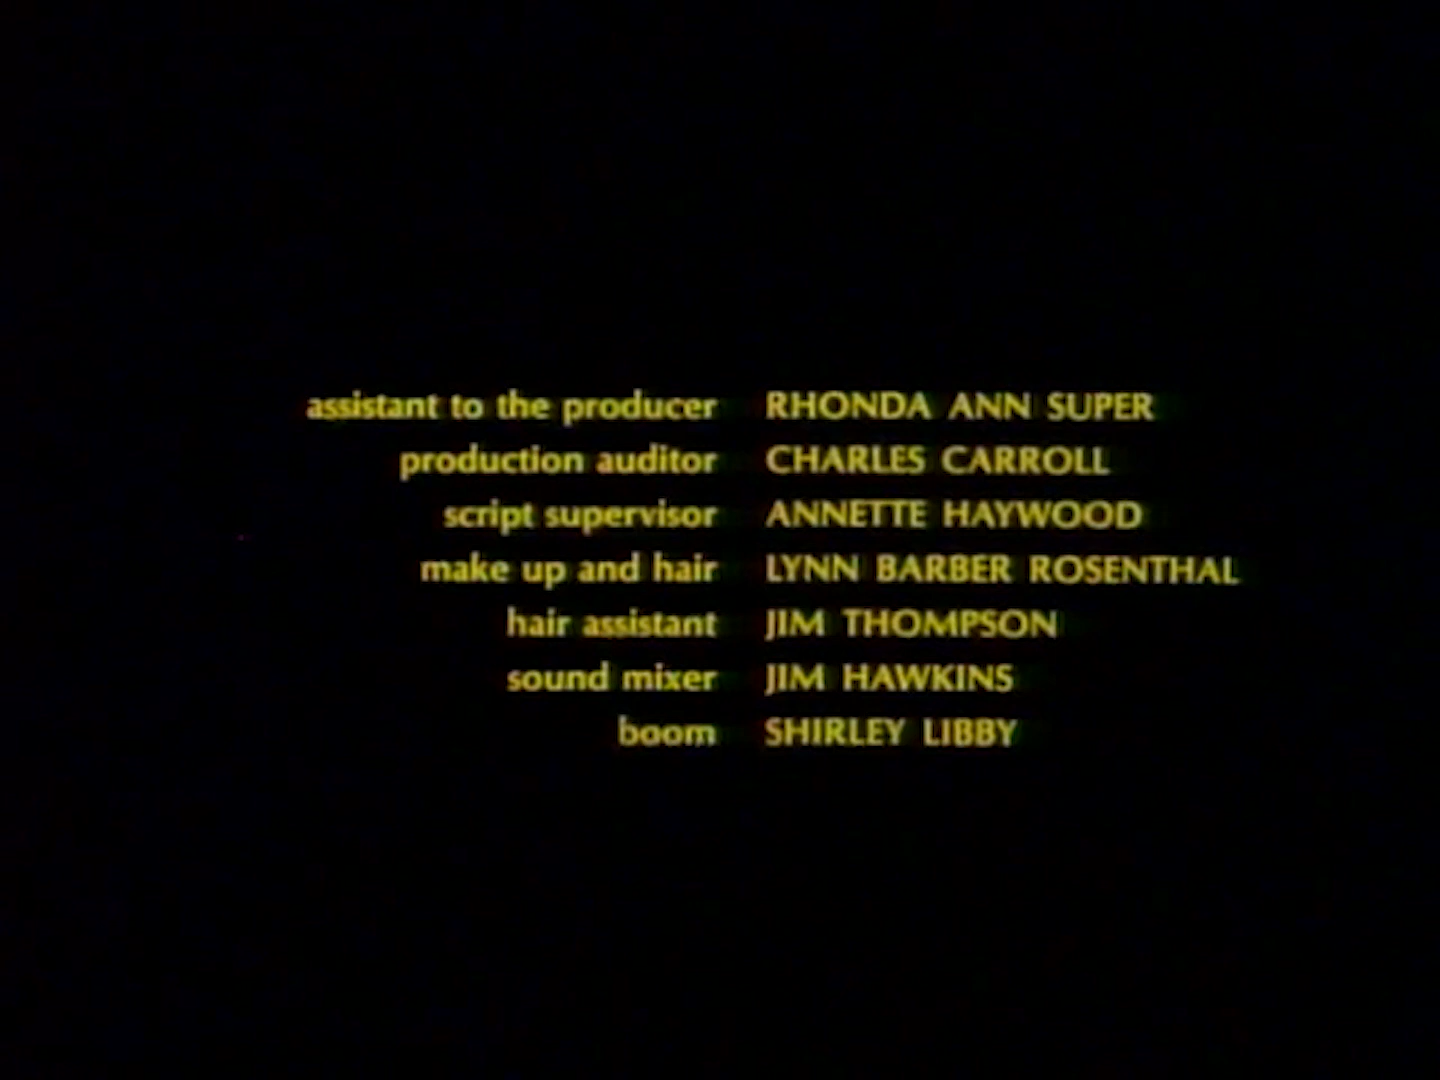 assistant to the producer RHONDA ANN SUPER
production auditor CHARLES CARROLL
script supervisor ANNETTE HAYWOOD
make up and hair LYNN BARBER ROSENTHAL
hair assistant JIM THOMPSON
sound mixer JIM HAWKINS
boom SHIRLEY LIBBY